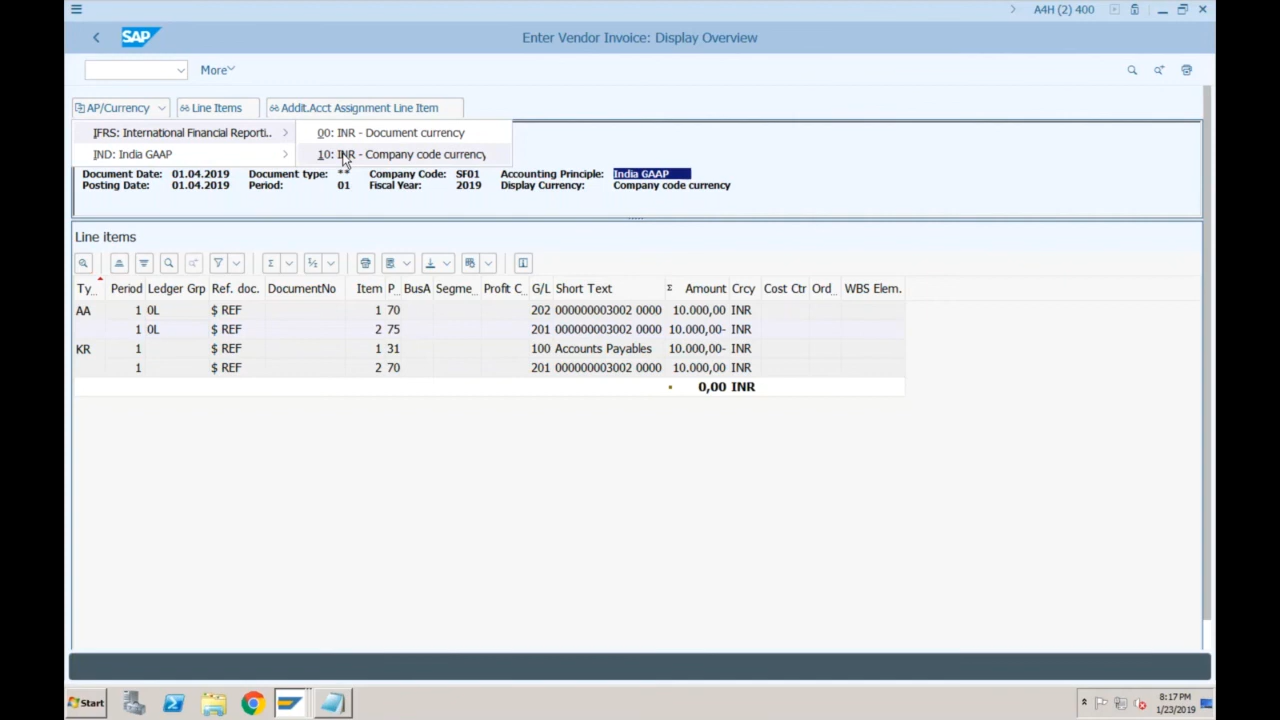 A4H (2) 400
SAP
Enter Vendor Invoice: Display Overview
More
AP/Currency Line Items Addit.Acct Assignment Line Item
IFRS: International Financial Reporti.. 00: INR - Document currency
IND: India GAAP 10: INR - Company code currency
Document Date: 01.04.2019 Document type: ** Company Code: SF01 Accounting Principle: India GAAP
Posting Date: 01.04.2019 Period: 01 Fiscal Year: 2019 Display Currency: Company code currency
Line items
Ty... Period Ledger Grp Ref. doc. DocumentNo Item P... BusA Segme... Profit C... G/L Short Text Σ Amount Crcy Cost Ctr Ord... WBS Elem.
AA 1 0L $ REF 1 70 202 000000003002 0000 10.000,00 INR
1 0L $ REF 2 75 201 000000003002 0000 10.000,00- INR
KR 1 $ REF 1 31 100 Accounts Payables 10.000,00- INR
1 $ REF 2 70 201 000000003002 0000 10.000,00 INR
0,00 INR
Start
8:17 PM
1/23/2019